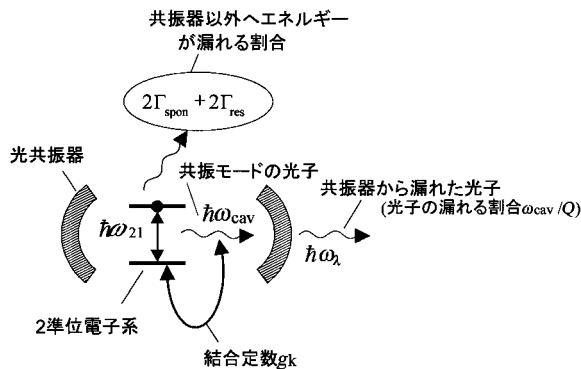 共振器以外へエネルギー
が漏れる割合
2Γspon + 2Γres
光共振器
共振モードの光子
共振器から漏れた光子
(光子の漏れる割合ωcav /Q)
ħω21
ħωcav
ħωλ
2準位電子系
結合定数gk